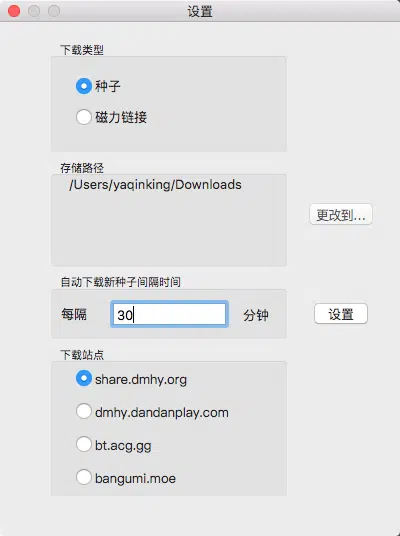 设置
下载类型
种子
磁力链接
存储路径
/Users/yaqinking/Downloads
更改到...
自动下载新种子间隔时间
每隔 30 分钟 设置
下载站点
share.dmhy.org
dmhy.dandanplay.com
bt.acg.gg
bangumi.moe